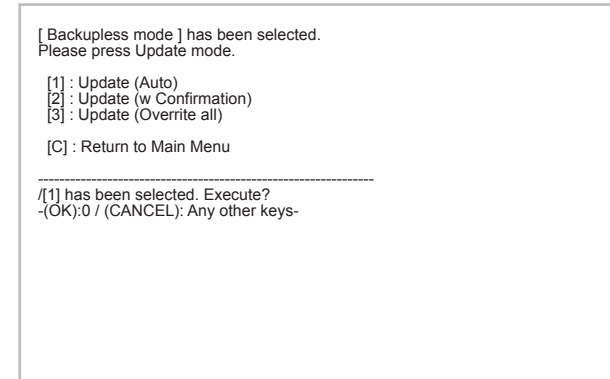 [ Backupless mode ] has been selected.
Please press Update mode.
[1] : Update (Auto)
[2] : Update (w Confirmation)
[3] : Update (Overrite all)
[C] : Return to Main Menu
---------------------------------------------------------------
/[1] has been selected. Execute?
-(OK):0 / (CANCEL): Any other keys-